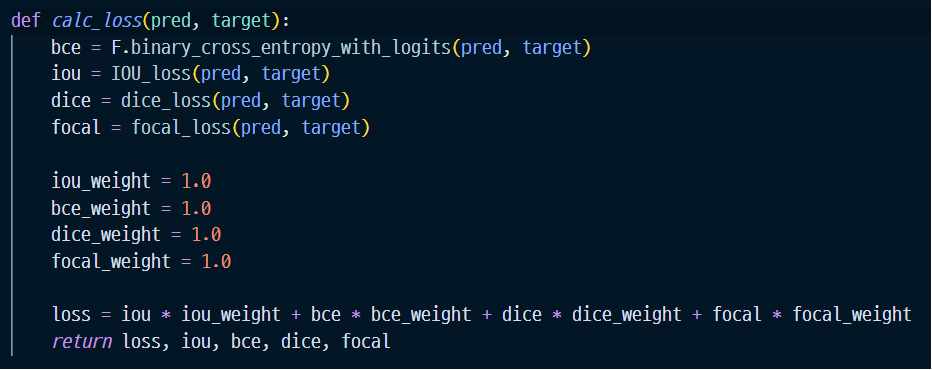 def calc_loss(pred, target):
    bce = F.binary_cross_entropy_with_logits(pred, target)
    iou = IOU_loss(pred, target)
    dice = dice_loss(pred, target)
    focal = focal_loss(pred, target)

    iou_weight = 1.0
    bce_weight = 1.0
    dice_weight = 1.0
    focal_weight = 1.0

    loss = iou * iou_weight + bce * bce_weight + dice * dice_weight + focal * focal_weight
    return loss, iou, bce, dice, focal